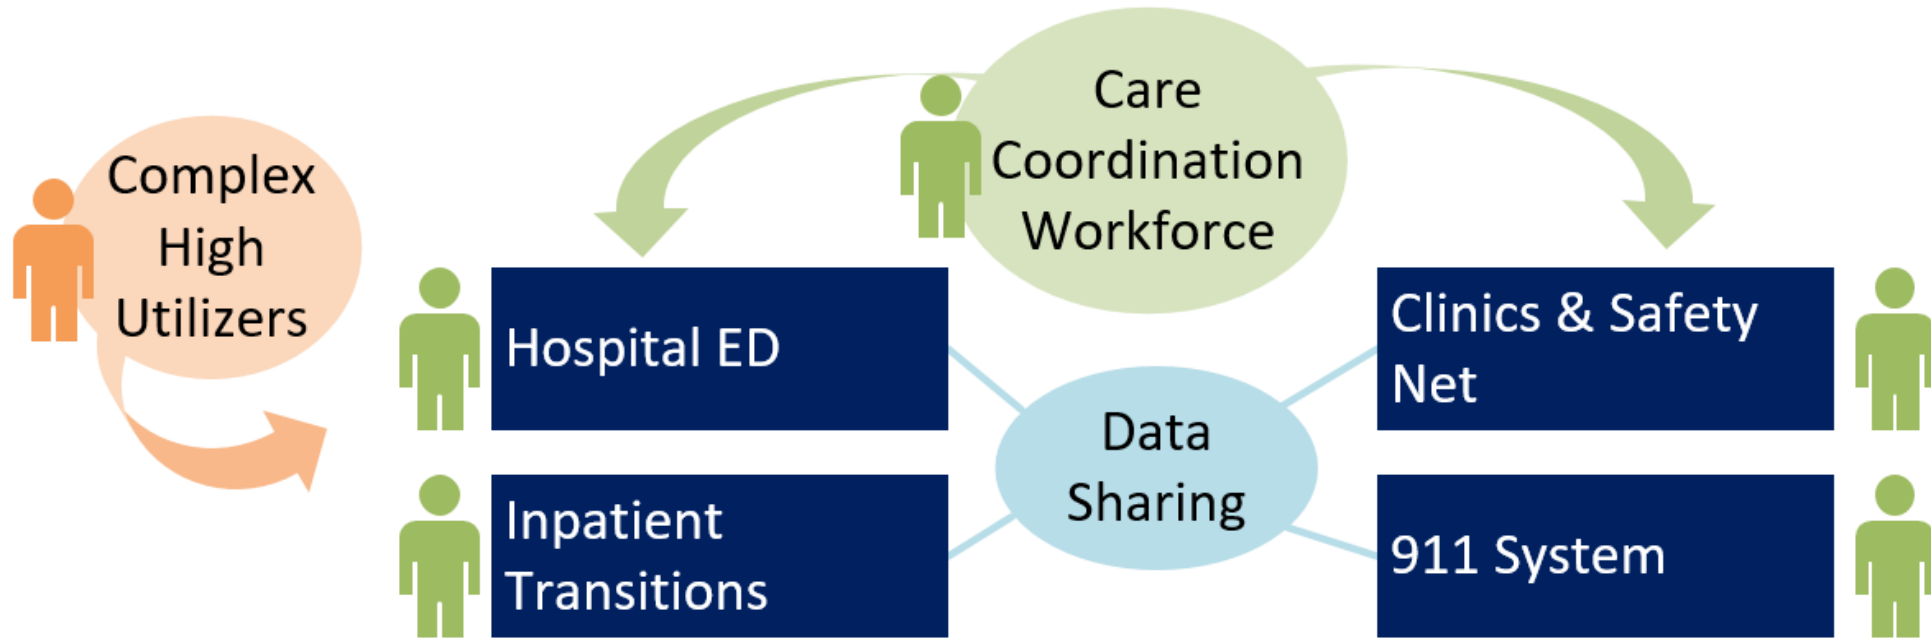 Complex
High
Utilizers
Care
Coordination
Workforce
Hospital ED
Clinics & Safety
Net
Data
Sharing
Inpatient
Transitions
911 System